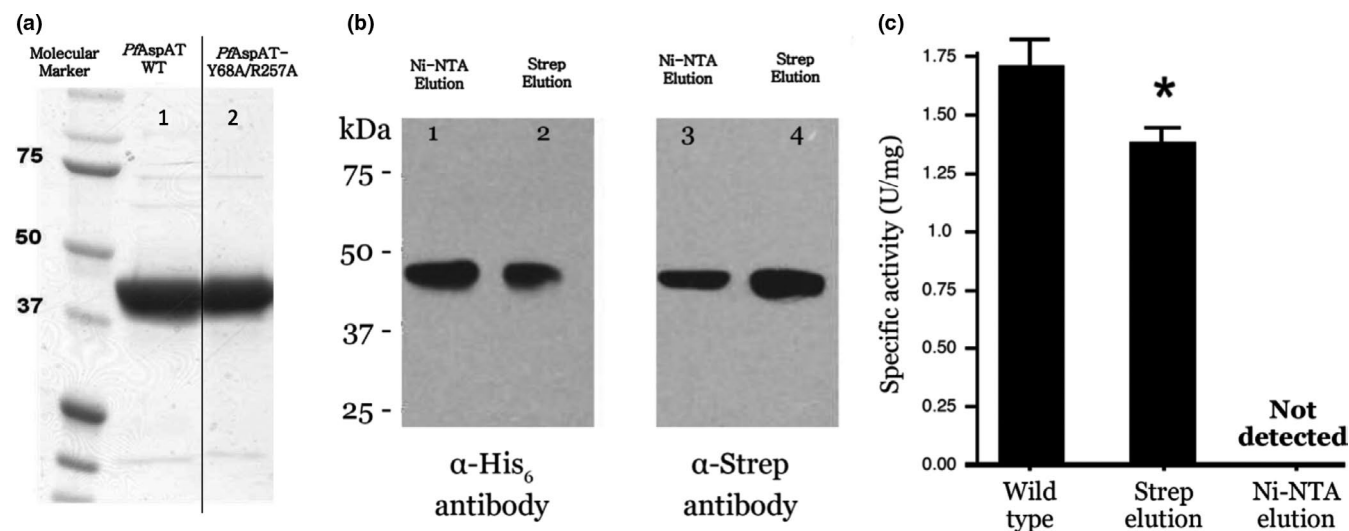 (a)
Molecular
Marker
PfAspAT
WT
PfAspAT-
Y68A/R257A
1
2
75
50
37
(b)
Ni-NTA
Elution
Strep
Elution
Ni-NTA
Elution
Strep
Elution
kDa
1
2
3
4
75 -
50 -
37 -
25 -
α-His₆
antibody
α-Strep
antibody
(c)
Specific activity (U/mg)
1.75
1.50
1.25
1.0
0.75
0.50
0.25
0.00
*
Not
detected
Wild
type
Strep
elution
Ni-NTA
elution